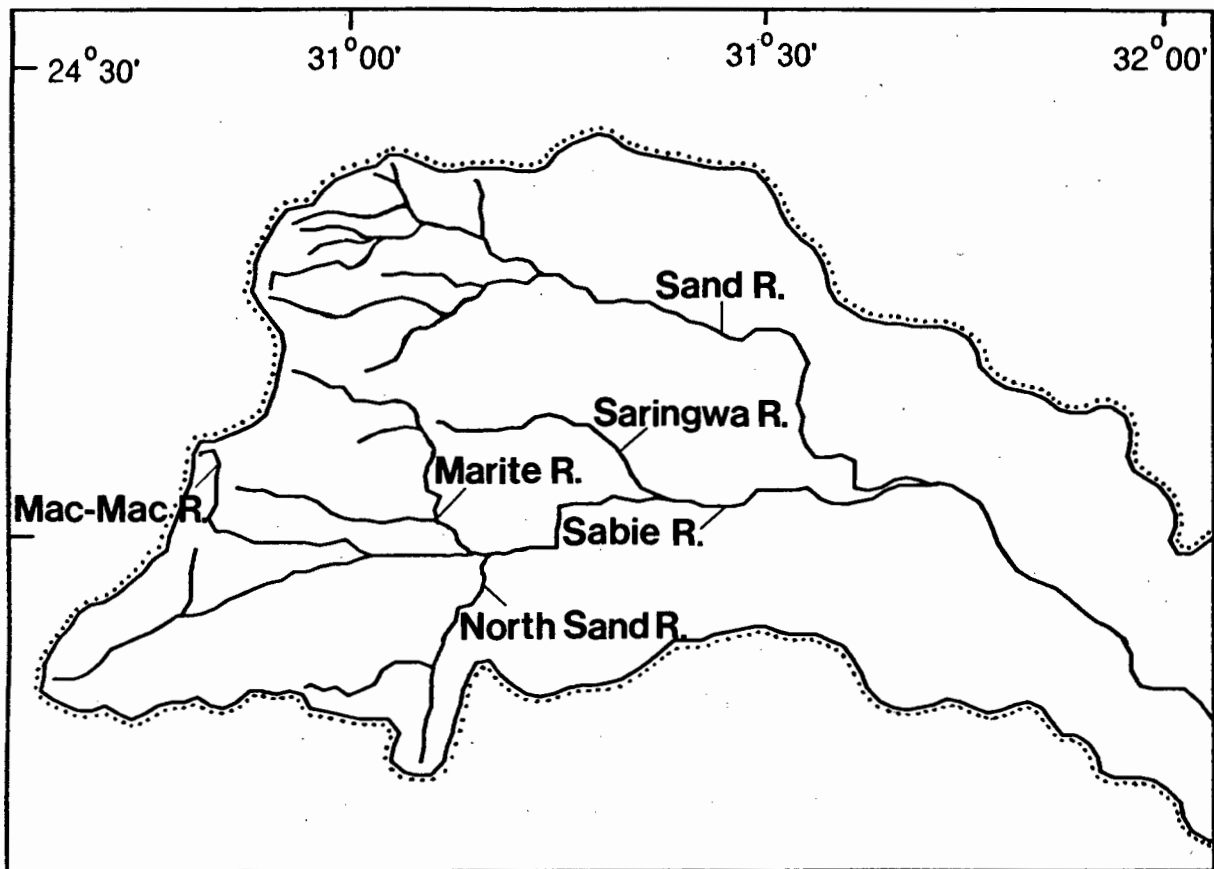 31°00'
31°30'
32°00'
24°30'
Sand R.
Saringwa R.
Marite R.
Mac-Mac R.
Sabie R.
North Sand R.